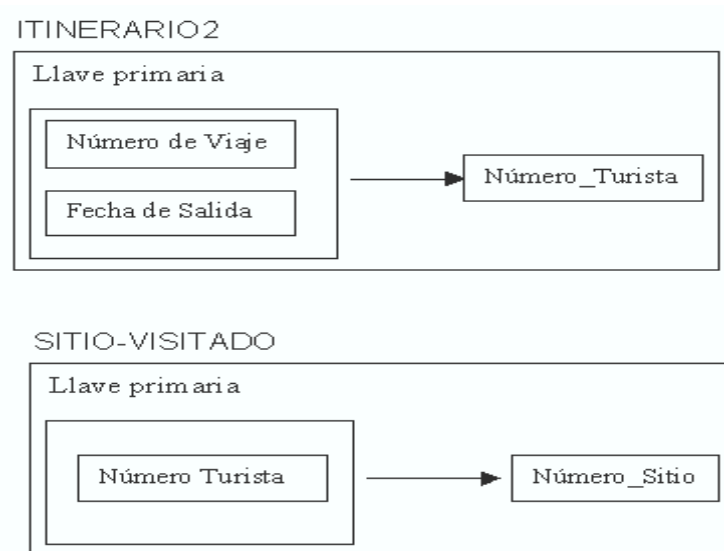 ITINERARIO2
Llave primaria
Número de Viaje
Número_Turista
Fecha de Salida
SITIO-VISITADO
Llave primaria
Número Turista
Número_Sitio